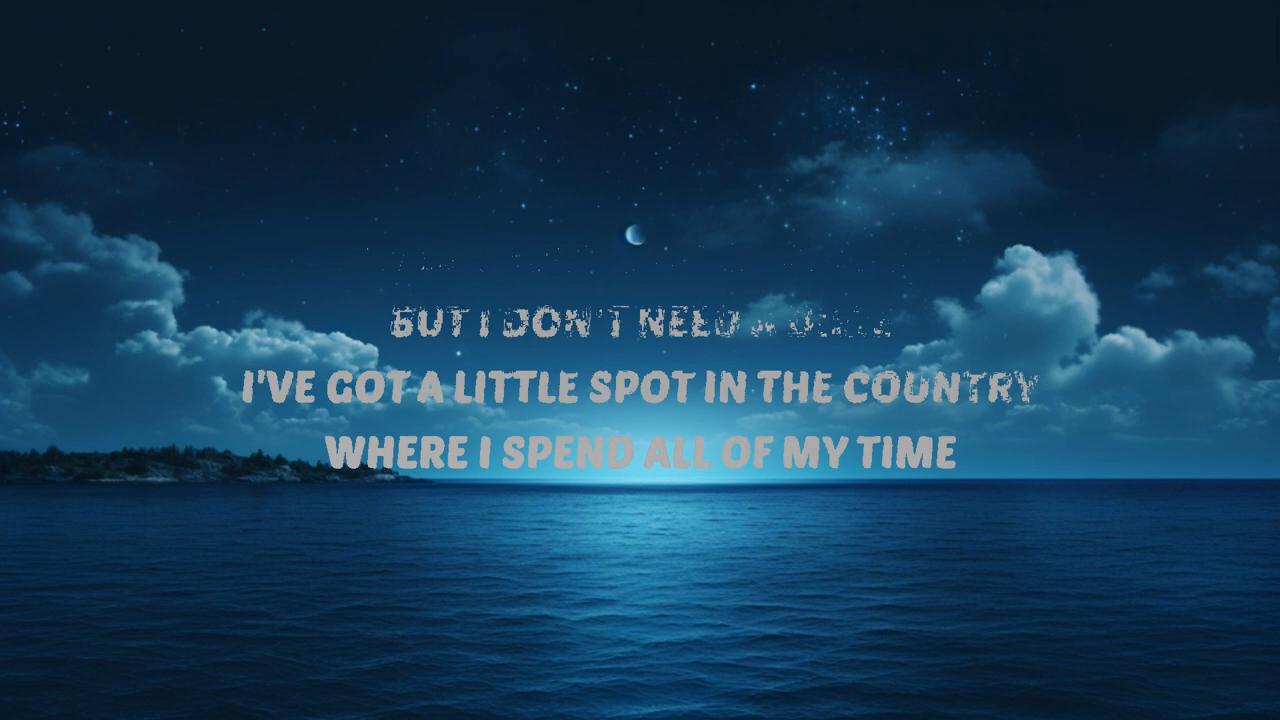 BUT I DON'T NEED A
I'VE GOT A LITTLE SPOT IN THE COUNTRY
WHERE I SPEND ALL OF MY TIME